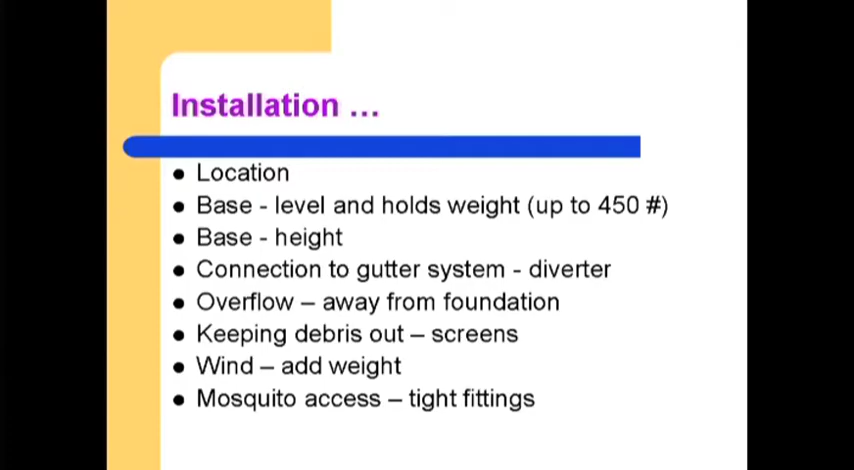 Installation …
Location
Base - level and holds weight (up to 450 #)
Base - height
Connection to gutter system - diverter
Overflow – away from foundation
Keeping debris out – screens
Wind – add weight
Mosquito access – tight fittings